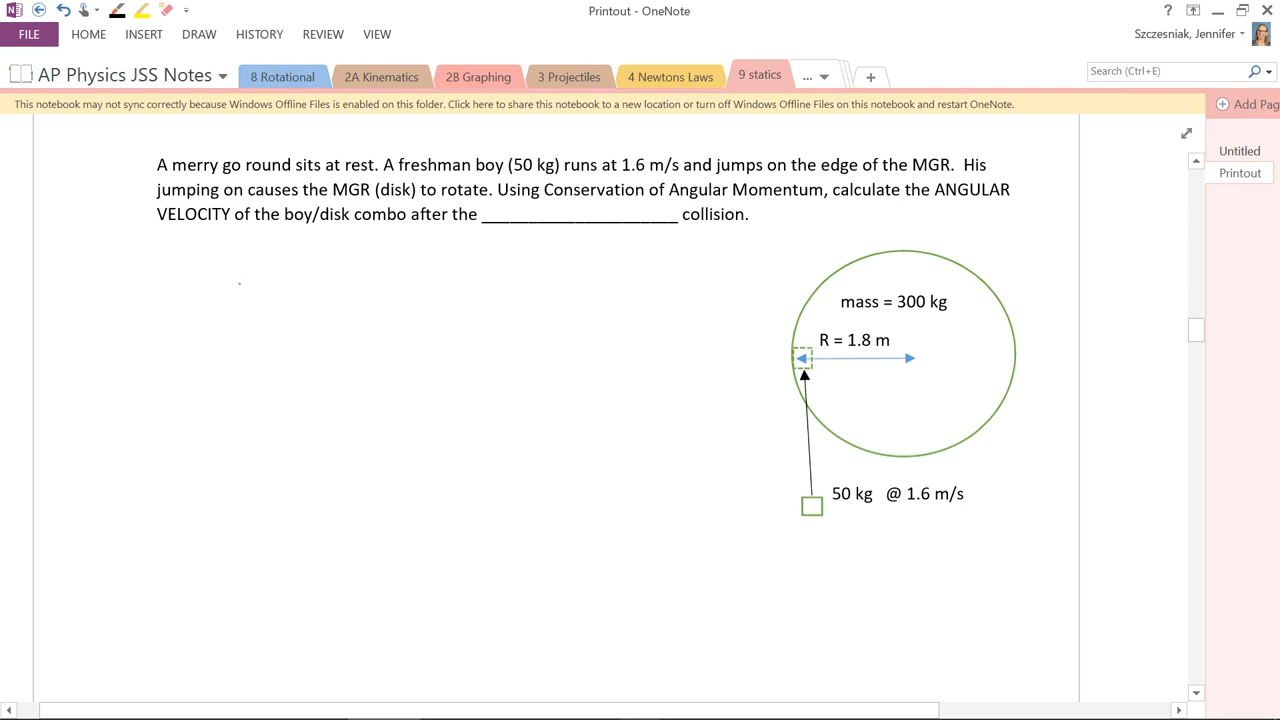 Printout - OneNote
?
FILE HOME INSERT DRAW HISTORY REVIEW VIEW
Szczesniak, Jennifer
AP Physics JSS Notes
8 Rotational
2A Kinematics
2B Graphing
3 Projectiles
4 Newtons Laws
9 statics
...
Search (Ctrl+E)
This notebook may not sync correctly because Windows Offline Files is enabled on this folder. Click here to share this notebook to a new location or turn off Windows Offline Files on this notebook and restart OneNote.
Add Pag
Untitled
Printout
A merry go round sits at rest. A freshman boy (50 kg) runs at 1.6 m/s and jumps on the edge of the MGR.  His
jumping on causes the MGR (disk) to rotate. Using Conservation of Angular Momentum, calculate the ANGULAR
VELOCITY of the boy/disk combo after the ______________________ collision.
mass = 300 kg
R = 1.8 m
50 kg   @ 1.6 m/s